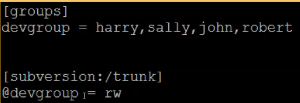 [groups]
devgroup = harry,sally,john,robert
[subversion:/trunk]
@devgroup = rw